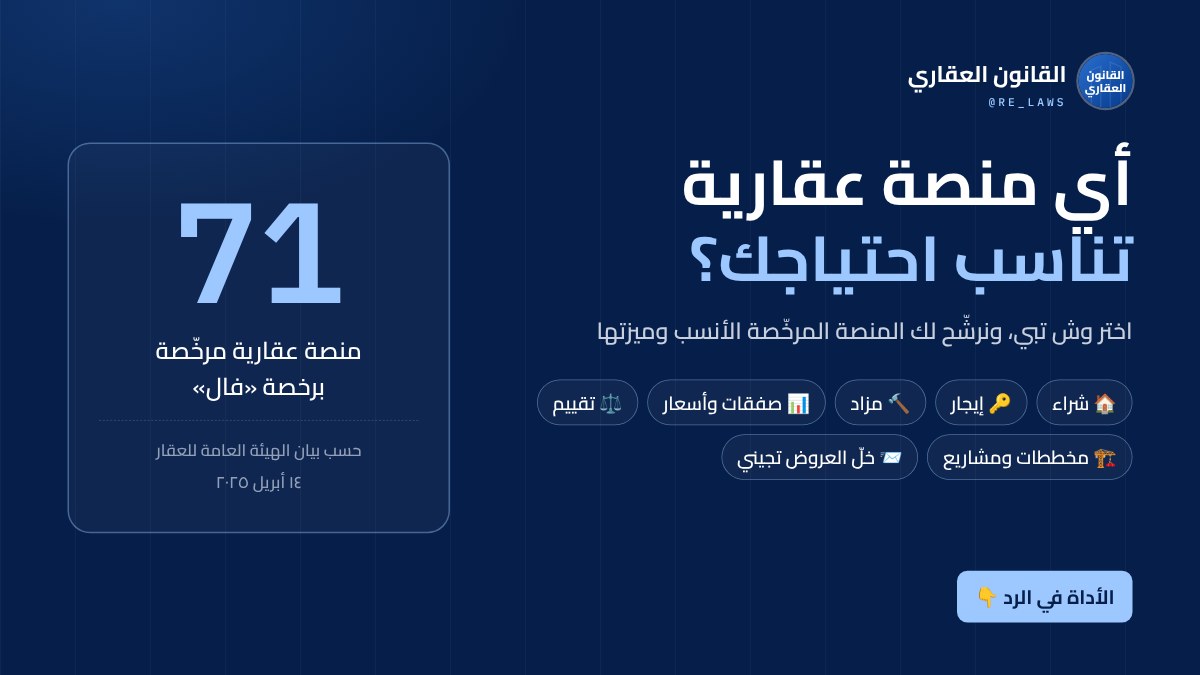 القانون العقاري
القانون
العقاري
@RE_LAWS
أي منصة عقارية
تناسب احتياجك؟
اختر وش تبي، ونرشّح لك المنصة المرخّصة الأنسب وميزتها
🏠 شراء
🔑 إيجار
🔨 مزاد
📊 صفقات وأسعار
⚖️ تقييم
🏗️ مخططات ومشاريع
📨 خلّ العروض تجيني
الأداة في الرد 👇
71
منصة عقارية مرخّصة
برخصة «فال»
حسب بيان الهيئة العامة للعقار
١٤ أبريل ٢٠٢٥